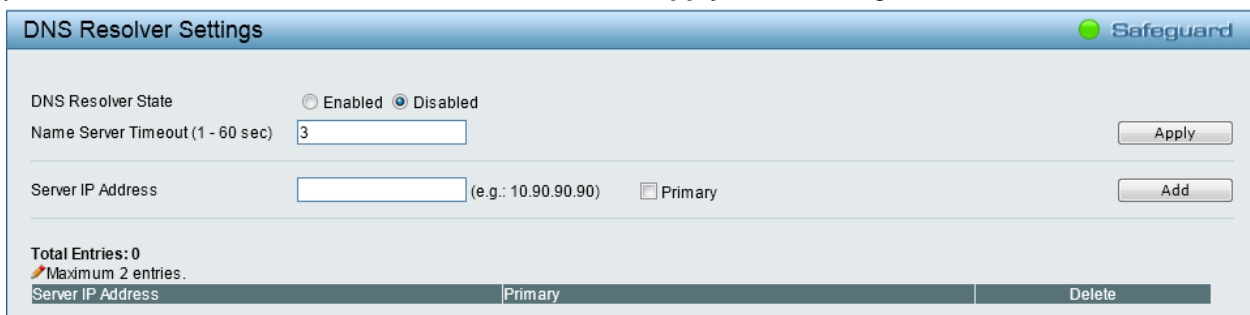 DNS Resolver Settings
Safeguard
DNS Resolver State Enabled Disabled
Name Server Timeout (1 - 60 sec) 3 Apply
Server IP Address (e.g.: 10.90.90.90) Primary Add
Total Entries: 0
Maximum 2 entries.
Server IP Address Primary Delete